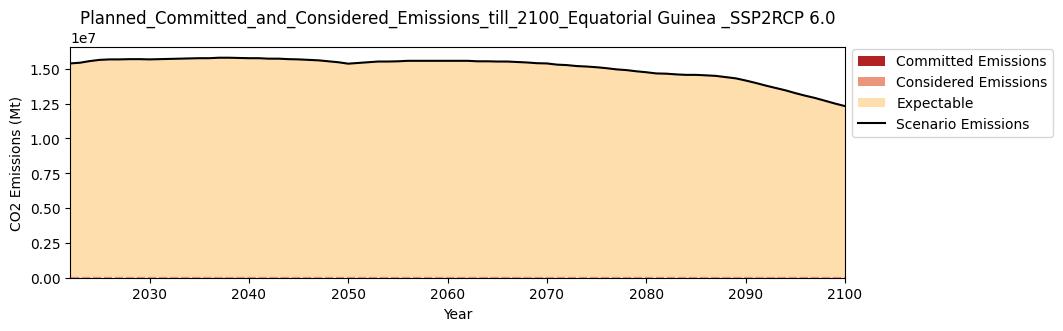 Planned_Committed_and_Considered_Emissions_till_2100_Equatorial Guinea _SSP2RCP 6.0
1e7
CO2 Emissions (Mt)
1.50
1.25
1.00
0.75
0.50
0.25
0.00
2030 2040 2050 2060 2070 2080 2090 2100
Year
Committed Emissions
Considered Emissions
Expectable
Scenario Emissions